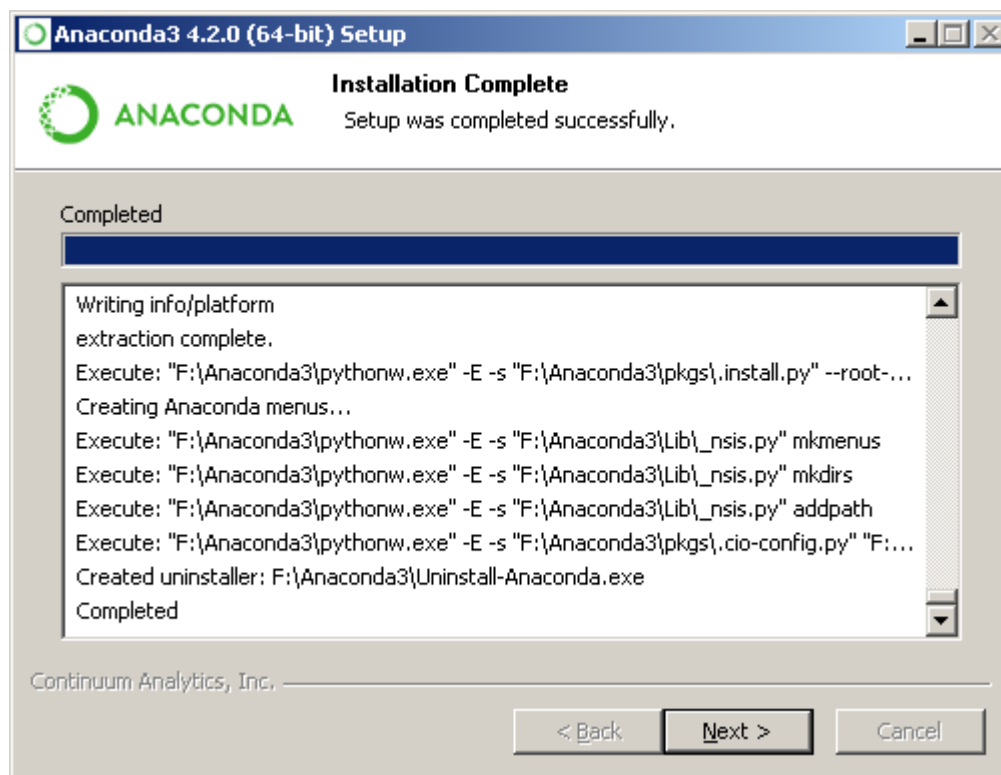 Anaconda3 4.2.0 (64-bit) Setup
ANACONDA
Installation Complete
Setup was completed successfully.
Completed
Writing info/platform
extraction complete.
Execute: "F:\Anaconda3\pythonw.exe" -E -s "F:\Anaconda3\pkgs\.install.py" --root-...
Creating Anaconda menus...
Execute: "F:\Anaconda3\pythonw.exe" -E -s "F:\Anaconda3\Lib\_nsis.py" mkmenus
Execute: "F:\Anaconda3\pythonw.exe" -E -s "F:\Anaconda3\Lib\_nsis.py" mkdirs
Execute: "F:\Anaconda3\pythonw.exe" -E -s "F:\Anaconda3\Lib\_nsis.py" addpath
Execute: "F:\Anaconda3\pythonw.exe" -E -s "F:\Anaconda3\pkgs\.cio-config.py" "F:...
Created uninstaller: F:\Anaconda3\Uninstall-Anaconda.exe
Completed
Continuum Analytics, Inc.
< Back
Next >
Cancel